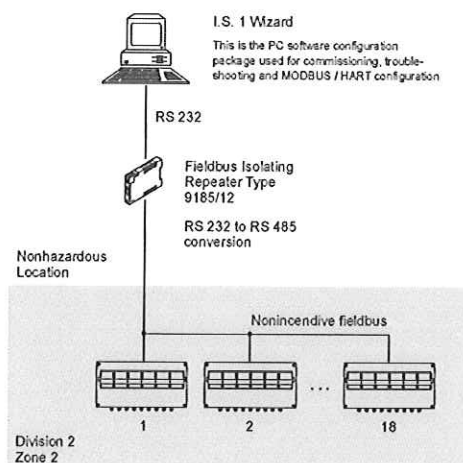 I.S. 1 Wizard
This is the PC software configuration
package used for commissioning, trouble-
shooting and MODBUS / HART configuration
RS 232
Fieldbus Isolating
Repeater Type
9185/12
RS 232 to RS 485
conversion
Nonhazardous
Location
Nonincendive fieldbus
...
1 2 18
Division 2
Zone 2